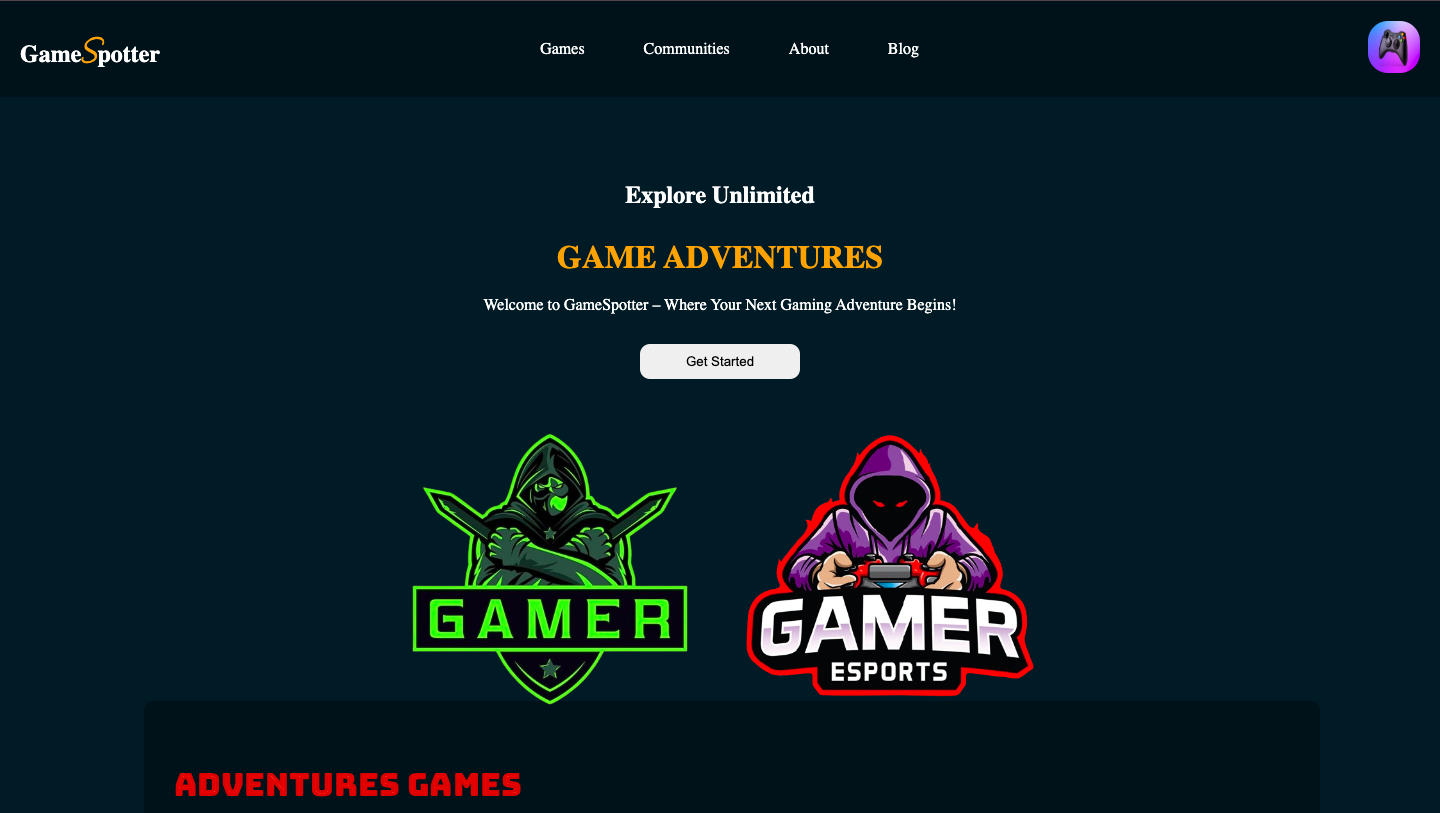 GameSpotter
Games
Communities
About
Blog
Explore Unlimited
GAME ADVENTURES
Welcome to GameSpotter – Where Your Next Gaming Adventure Begins!
Get Started
GAMER
GAMER
ESPORTS
ADVENTURES GAMES